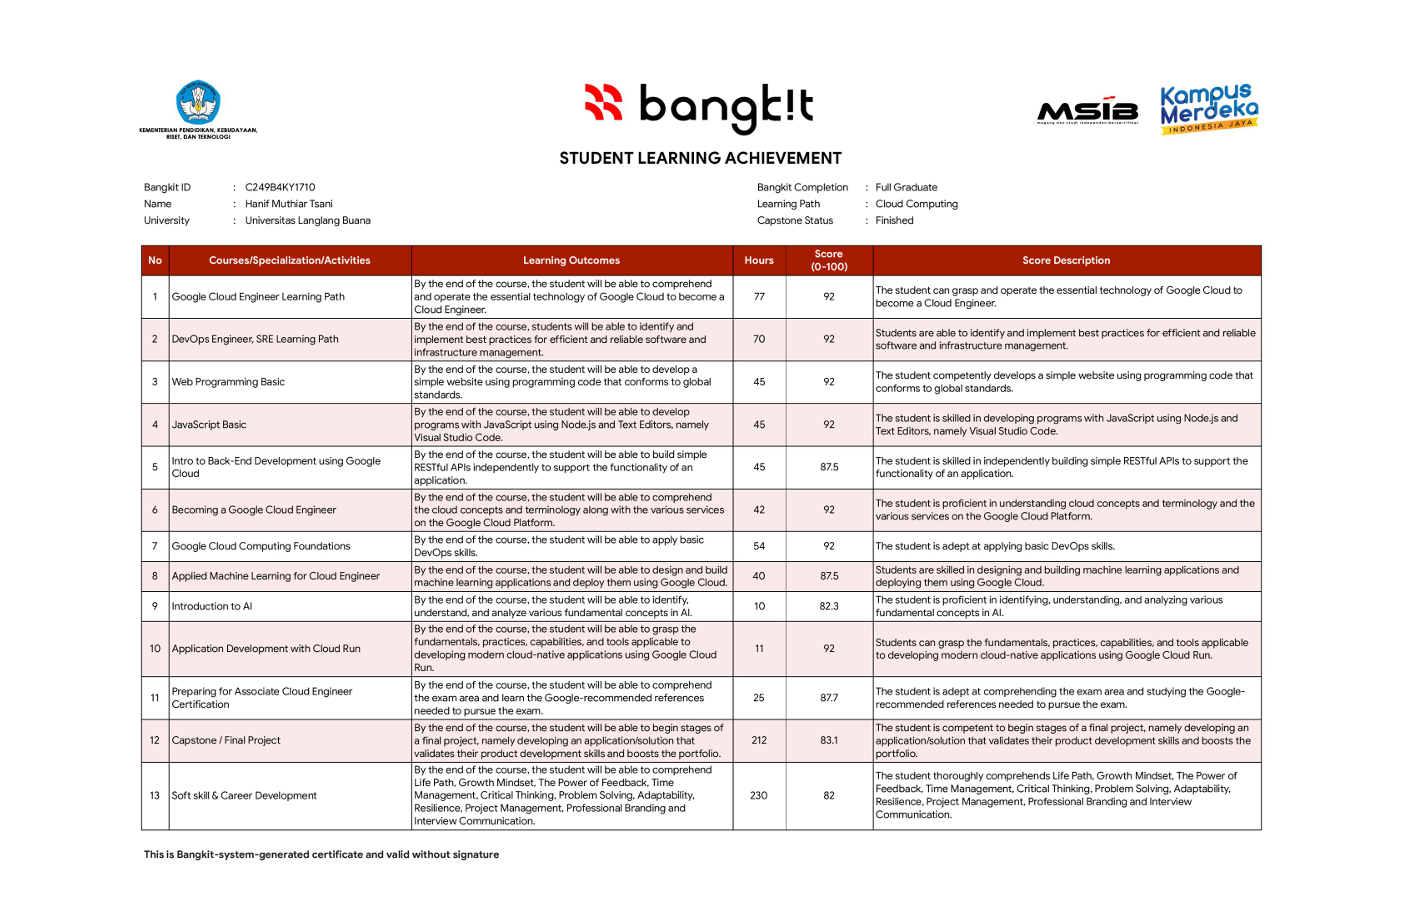 KEMENTERIAN PENDIDIKAN, KEBUDAYAAN,
RISET, DAN TEKNOLOGI
bangk!t
MSIB
Kampus
Merdeka
INDONESIA JAYA
STUDENT LEARNING ACHIEVEMENT
Bangkit ID : C249B4KY1710
Name : Hanif Muthiar Tsani
University : Universitas Langlang Buana
Bangkit Completion : Full Graduate
Learning Path : Cloud Computing
Capstone Status : Finished
No Courses/Specialization/Activities Learning Outcomes Hours Score (0-100) Score Description
1 Google Cloud Engineer Learning Path
By the end of the course, the student will be able to comprehend
and operate the essential technology of Google Cloud to become a
Cloud Engineer.
77 92
The student can grasp and operate the essential technology of Google Cloud to
become a Cloud Engineer.
2 DevOps Engineer, SRE Learning Path
By the end of the course, students will be able to identify and
implement best practices for efficient and reliable software and
infrastructure management.
70 92
Students are able to identify and implement best practices for efficient and reliable
software and infrastructure management.
3 Web Programming Basic
By the end of the course, the student will be able to develop a
simple website using programming code that conforms to global
standards.
45 92
The student competently develops a simple website using programming code that
conforms to global standards.
4 JavaScript Basic
By the end of the course, the student will be able to develop
programs with JavaScript using Node.js and Text Editors, namely
Visual Studio Code.
45 92
The student is skilled in developing programs with JavaScript using Node.js and
Text Editors, namely Visual Studio Code.
5 Intro to Back-End Development using Google
Cloud
By the end of the course, the student will be able to build simple
RESTful APIs independently to support the functionality of an
application.
45 87.5
The student is skilled in independently building simple RESTful APIs to support the
functionality of an application.
6 Becoming a Google Cloud Engineer
By the end of the course, the student will be able to comprehend
the cloud concepts and terminology along with the various services
on the Google Cloud Platform.
42 92
The student is proficient in understanding cloud concepts and terminology and the
various services on the Google Cloud Platform.
7 Google Cloud Computing Foundations
By the end of the course, the student will be able to apply basic
DevOps skills.
54 92
The student is adept at applying basic DevOps skills.
8 Applied Machine Learning for Cloud Engineer
By the end of the course, the student will be able to design and build
machine learning applications and deploy them using Google Cloud.
40 87.5
Students are skilled in designing and building machine learning applications and
deploying them using Google Cloud.
9 Introduction to AI
By the end of the course, the student will be able to identify,
understand, and analyze various fundamental concepts in AI.
10 82.3
The student is proficient in identifying, understanding, and analyzing various
fundamental concepts in AI.
10 Application Development with Cloud Run
By the end of the course, the student will be able to grasp the
fundamentals, practices, capabilities, and tools applicable to
developing modern cloud-native applications using Google Cloud
Run.
11 92
Students can grasp the fundamentals, practices, capabilities, and tools applicable
to developing modern cloud-native applications using Google Cloud Run.
11 Preparing for Associate Cloud Engineer
Certification
By the end of the course, the student will be able to comprehend
the exam area and learn the Google-recommended references
needed to pursue the exam.
25 87.7
The student is adept at comprehending the exam area and studying the Google-
recommended references needed to pursue the exam.
12 Capstone / Final Project
By the end of the course, the student will be able to begin stages of
a final project, namely developing an application/solution that
validates their product development skills and boosts the portfolio.
212 83.1
The student is competent to begin stages of a final project, namely developing an
application/solution that validates their product development skills and boosts the
portfolio.
13 Soft skill & Career Development
By the end of the course, the student will be able to comprehend
Life Path, Growth Mindset, The Power of Feedback, Time
Management, Critical Thinking, Problem Solving, Adaptability,
Resilience, Project Management, Professional Branding and
Interview Communication.
230 82
The student thoroughly comprehends Life Path, Growth Mindset, The Power of
Feedback, Time Management, Critical Thinking, Problem Solving, Adaptability,
Resilience, Project Management, Professional Branding and Interview
Communication.
This is Bangkit-system-generated certificate and valid without signature